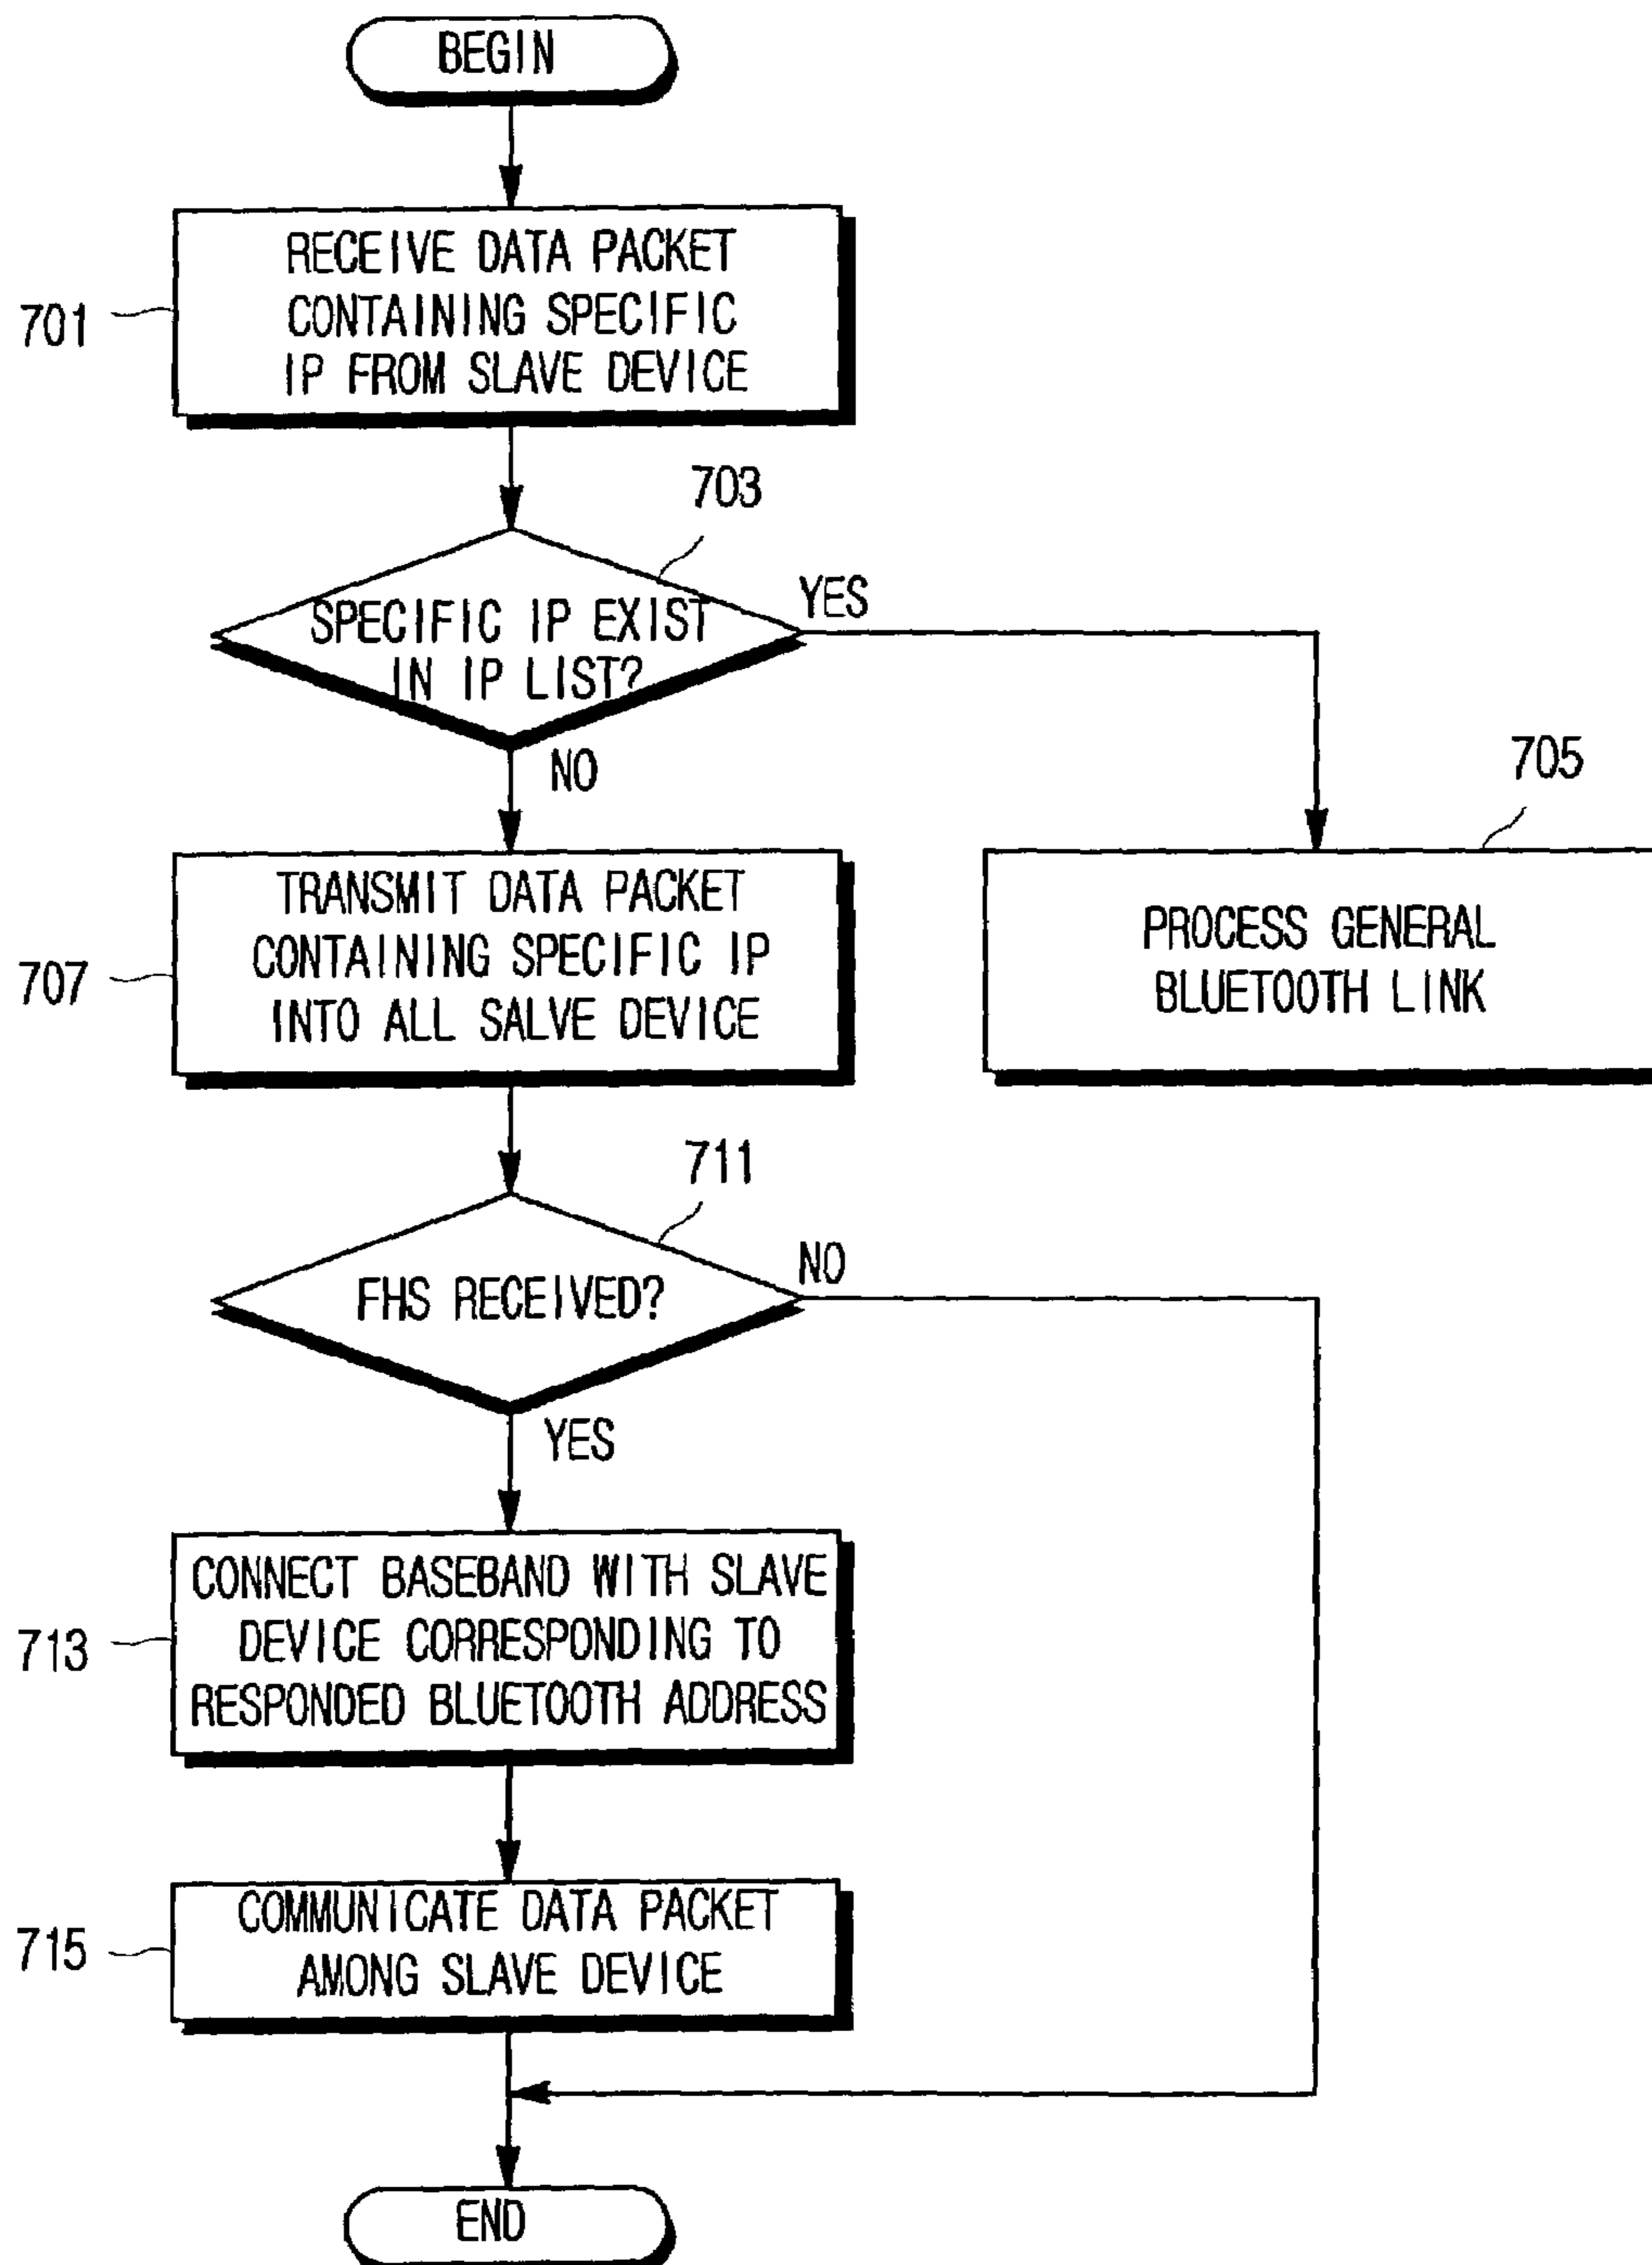 BEGIN
701
RECEIVE DATA PACKET
CONTAINING SPECIFIC
IP FROM SLAVE DEVICE
703
SPECIFIC IP EXIST
IN IP LIST?
YES
NO
705
PROCESS GENERAL
BLUETOOTH LINK
707
TRANSMIT DATA PACKET
CONTAINING SPECIFIC IP
INTO ALL SALVE DEVICE
711
FHS RECEIVED?
NO
YES
713
CONNECT BASEBAND WITH SLAVE
DEVICE CORRESPONDING TO
RESPONDED BLUETOOTH ADDRESS
715
COMMUNICATE DATA PACKET
AMONG SLAVE DEVICE
END